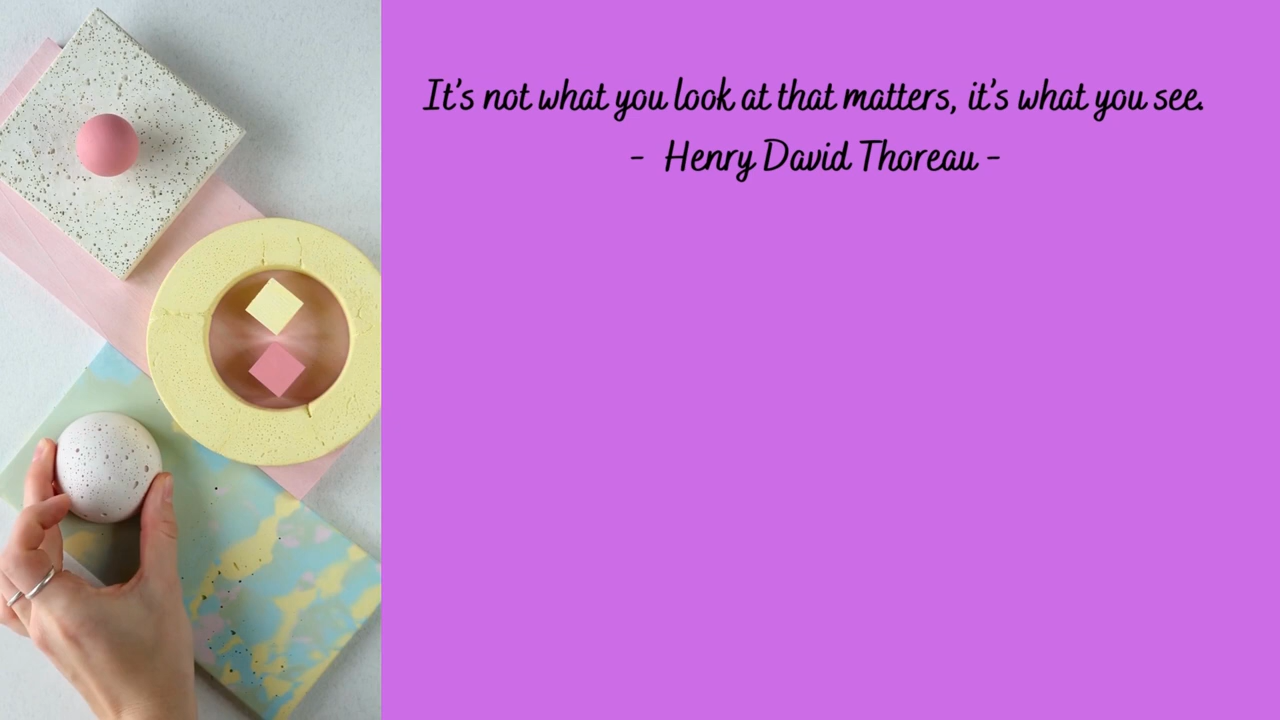 It's not what you look at that matters, it's what you see.
- Henry David Thoreau -